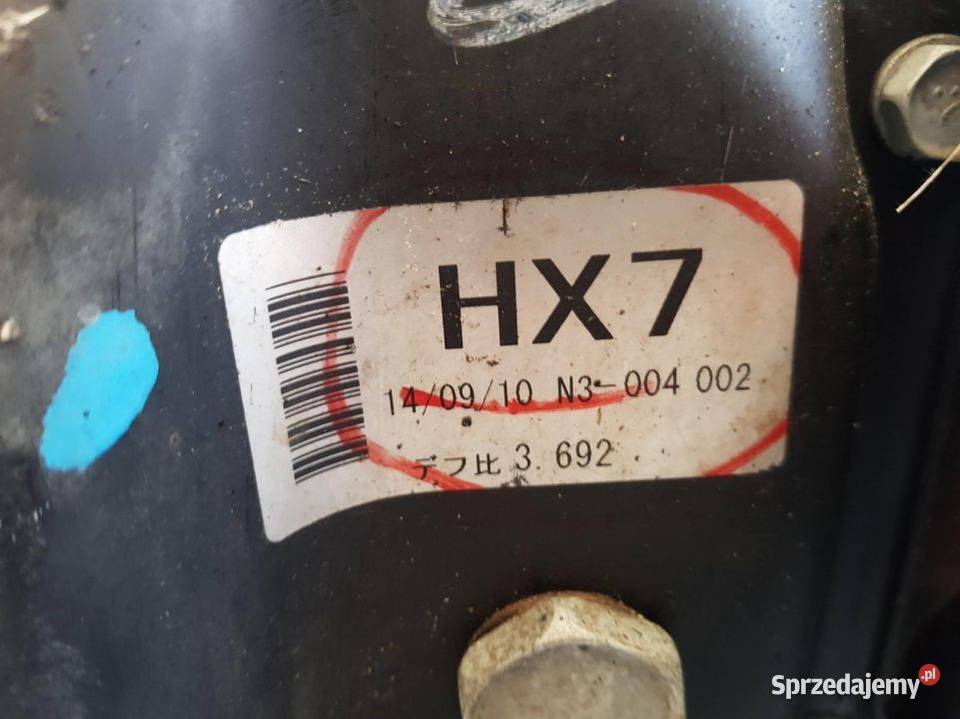 HX7
14/09/10 N3-004 002
デフ比 3.692
Sprzedajemy.pl